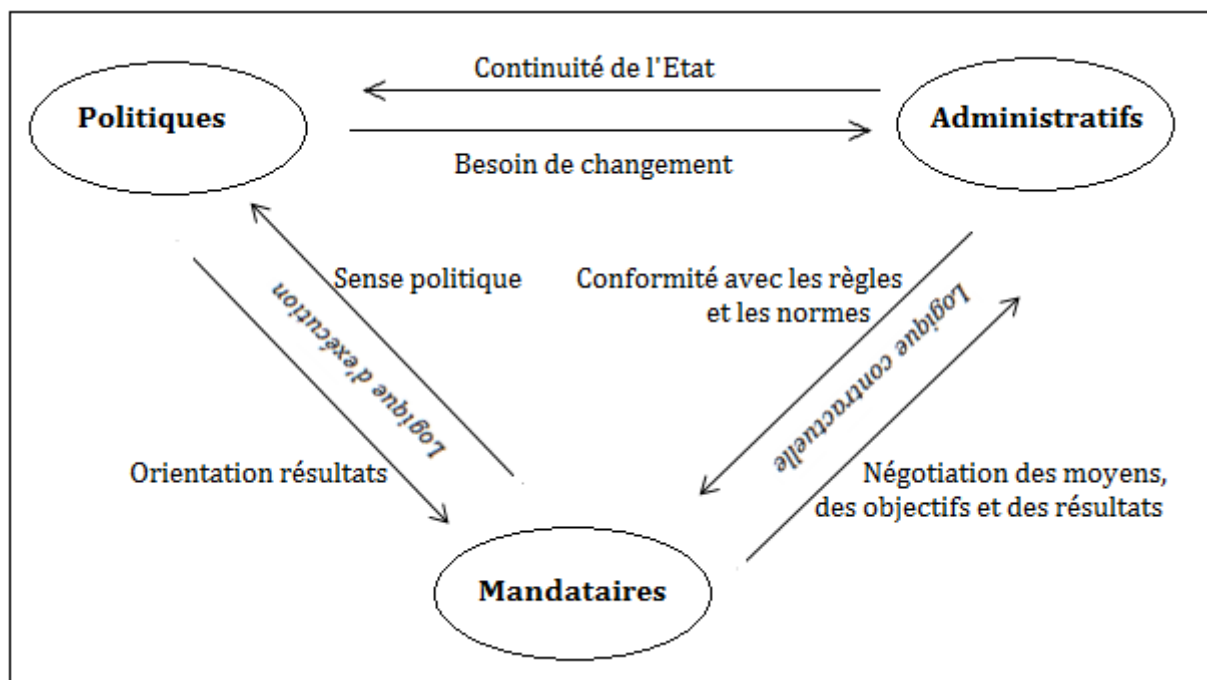 Continuité de l'Etat
Politiques
Administratifs
Besoin de changement
Sense politique
Conformité avec les règles
et les normes
Logique d'exécution
Logique contractuelle
Orientation résultats
Négotiation des moyens,
des objectifs et des résultats
Mandataires